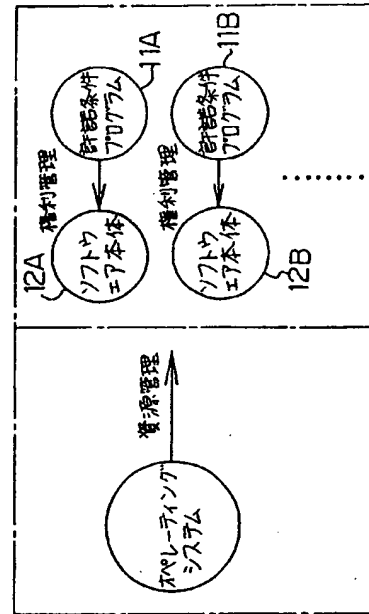 オペレーティング
システム
資源管理
12A
ソフトウ
ェア本体
権利管理
許諾条件
プログラム
11A
12B
ソフトウ
ェア本体
権利管理
許諾条件
プログラム
11B